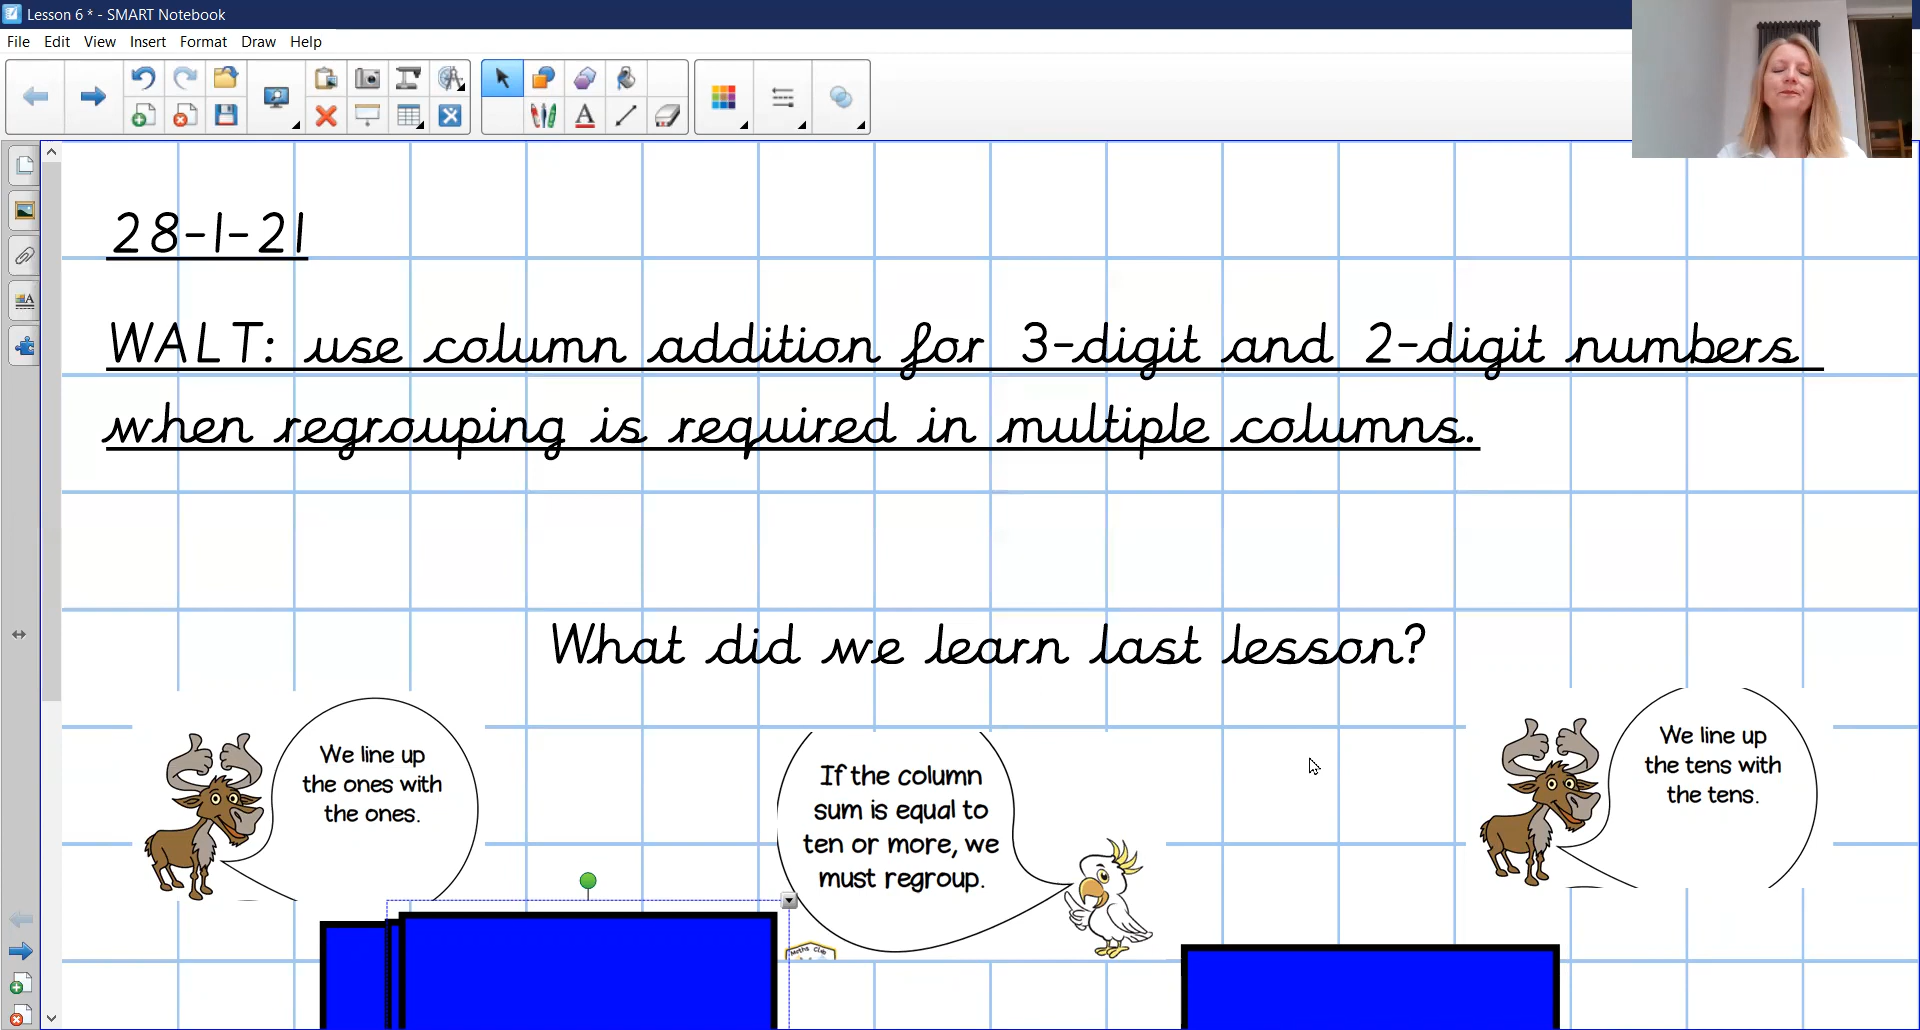 Lesson 6 * - SMART Notebook
File Edit View Insert Format Draw Help
28-1-21
WALT: use column addition for 3-digit and 2-digit numbers
when regrouping is required in multiple columns.
What did we learn last lesson?
We line up
the ones with
the ones.
If the column
sum is equal to
ten or more, we
must regroup.
We line up
the tens with
the tens.
Maths Club